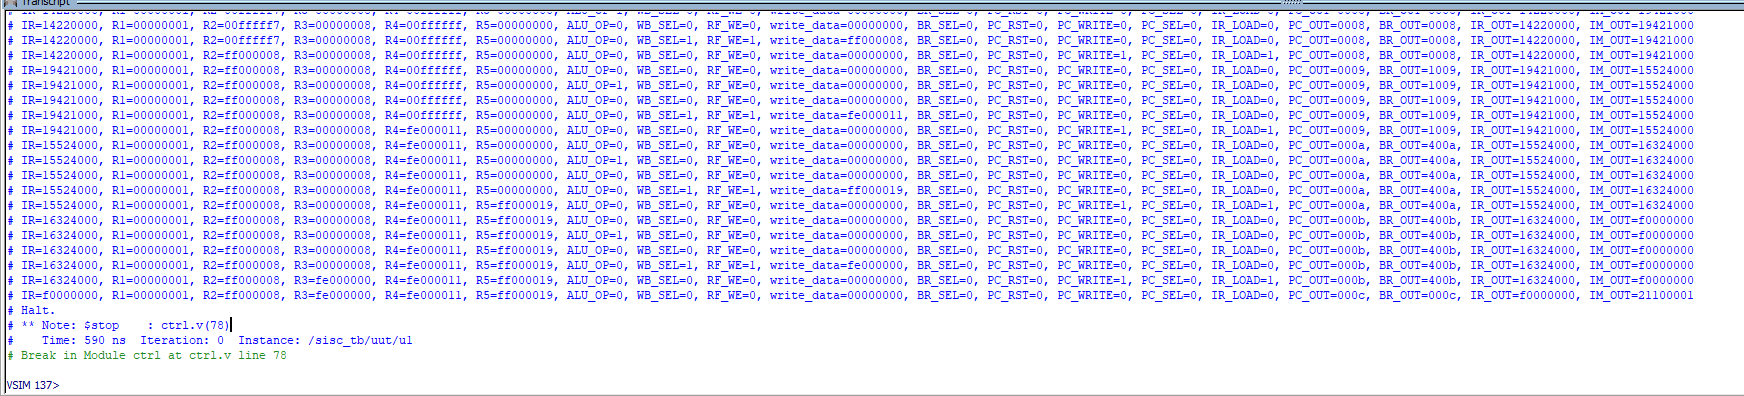 Transcript
# IR=14220000, R1=00000001, R2=00fffff7, R3=00000008, R4=00ffffff, R5=00000000, ALU_OP=0, WB_SEL=0, RF_WE=0, write_data=00000000, BR_SEL=0, PC_RST=0, PC_WRITE=0, PC_SEL=0, IR_LOAD=0, PC_OUT=0008, BR_OUT=0008, IR_OUT=14220000, IM_OUT=19421000
# IR=14220000, R1=00000001, R2=00fffff7, R3=00000008, R4=00ffffff, R5=00000000, ALU_OP=0, WB_SEL=1, RF_WE=1, write_data=ff000008, BR_SEL=0, PC_RST=0, PC_WRITE=0, PC_SEL=0, IR_LOAD=0, PC_OUT=0008, BR_OUT=0008, IR_OUT=14220000, IM_OUT=19421000
# IR=14220000, R1=00000001, R2=ff000008, R3=00000008, R4=00ffffff, R5=00000000, ALU_OP=0, WB_SEL=0, RF_WE=0, write_data=00000000, BR_SEL=0, PC_RST=0, PC_WRITE=1, PC_SEL=0, IR_LOAD=1, PC_OUT=0008, BR_OUT=0008, IR_OUT=14220000, IM_OUT=19421000
# IR=19421000, R1=00000001, R2=ff000008, R3=00000008, R4=00ffffff, R5=00000000, ALU_OP=0, WB_SEL=0, RF_WE=0, write_data=00000000, BR_SEL=0, PC_RST=0, PC_WRITE=0, PC_SEL=0, IR_LOAD=0, PC_OUT=0009, BR_OUT=1009, IR_OUT=19421000, IM_OUT=15524000
# IR=19421000, R1=00000001, R2=ff000008, R3=00000008, R4=00ffffff, R5=00000000, ALU_OP=1, WB_SEL=0, RF_WE=0, write_data=00000000, BR_SEL=0, PC_RST=0, PC_WRITE=0, PC_SEL=0, IR_LOAD=0, PC_OUT=0009, BR_OUT=1009, IR_OUT=19421000, IM_OUT=15524000
# IR=19421000, R1=00000001, R2=ff000008, R3=00000008, R4=00ffffff, R5=00000000, ALU_OP=0, WB_SEL=0, RF_WE=0, write_data=00000000, BR_SEL=0, PC_RST=0, PC_WRITE=0, PC_SEL=0, IR_LOAD=0, PC_OUT=0009, BR_OUT=1009, IR_OUT=19421000, IM_OUT=15524000
# IR=19421000, R1=00000001, R2=ff000008, R3=00000008, R4=00ffffff, R5=00000000, ALU_OP=0, WB_SEL=1, RF_WE=1, write_data=fe000011, BR_SEL=0, PC_RST=0, PC_WRITE=0, PC_SEL=0, IR_LOAD=0, PC_OUT=0009, BR_OUT=1009, IR_OUT=19421000, IM_OUT=15524000
# IR=19421000, R1=00000001, R2=ff000008, R3=00000008, R4=fe000011, R5=00000000, ALU_OP=0, WB_SEL=0, RF_WE=0, write_data=00000000, BR_SEL=0, PC_RST=0, PC_WRITE=1, PC_SEL=0, IR_LOAD=1, PC_OUT=0009, BR_OUT=1009, IR_OUT=19421000, IM_OUT=15524000
# IR=15524000, R1=00000001, R2=ff000008, R3=00000008, R4=fe000011, R5=00000000, ALU_OP=0, WB_SEL=0, RF_WE=0, write_data=00000000, BR_SEL=0, PC_RST=0, PC_WRITE=0, PC_SEL=0, IR_LOAD=0, PC_OUT=000a, BR_OUT=400a, IR_OUT=15524000, IM_OUT=16324000
# IR=15524000, R1=00000001, R2=ff000008, R3=00000008, R4=fe000011, R5=00000000, ALU_OP=1, WB_SEL=0, RF_WE=0, write_data=00000000, BR_SEL=0, PC_RST=0, PC_WRITE=0, PC_SEL=0, IR_LOAD=0, PC_OUT=000a, BR_OUT=400a, IR_OUT=15524000, IM_OUT=16324000
# IR=15524000, R1=00000001, R2=ff000008, R3=00000008, R4=fe000011, R5=00000000, ALU_OP=0, WB_SEL=0, RF_WE=0, write_data=00000000, BR_SEL=0, PC_RST=0, PC_WRITE=0, PC_SEL=0, IR_LOAD=0, PC_OUT=000a, BR_OUT=400a, IR_OUT=15524000, IM_OUT=16324000
# IR=15524000, R1=00000001, R2=ff000008, R3=00000008, R4=fe000011, R5=00000000, ALU_OP=0, WB_SEL=1, RF_WE=1, write_data=ff000019, BR_SEL=0, PC_RST=0, PC_WRITE=0, PC_SEL=0, IR_LOAD=0, PC_OUT=000a, BR_OUT=400a, IR_OUT=15524000, IM_OUT=16324000
# IR=15524000, R1=00000001, R2=ff000008, R3=00000008, R4=fe000011, R5=ff000019, ALU_OP=0, WB_SEL=0, RF_WE=0, write_data=00000000, BR_SEL=0, PC_RST=0, PC_WRITE=1, PC_SEL=0, IR_LOAD=1, PC_OUT=000a, BR_OUT=400a, IR_OUT=15524000, IM_OUT=16324000
# IR=16324000, R1=00000001, R2=ff000008, R3=00000008, R4=fe000011, R5=ff000019, ALU_OP=0, WB_SEL=0, RF_WE=0, write_data=00000000, BR_SEL=0, PC_RST=0, PC_WRITE=0, PC_SEL=0, IR_LOAD=0, PC_OUT=000b, BR_OUT=400b, IR_OUT=16324000, IM_OUT=f0000000
# IR=16324000, R1=00000001, R2=ff000008, R3=00000008, R4=fe000011, R5=ff000019, ALU_OP=1, WB_SEL=0, RF_WE=0, write_data=00000000, BR_SEL=0, PC_RST=0, PC_WRITE=0, PC_SEL=0, IR_LOAD=0, PC_OUT=000b, BR_OUT=400b, IR_OUT=16324000, IM_OUT=f0000000
# IR=16324000, R1=00000001, R2=ff000008, R3=00000008, R4=fe000011, R5=ff000019, ALU_OP=0, WB_SEL=0, RF_WE=0, write_data=00000000, BR_SEL=0, PC_RST=0, PC_WRITE=0, PC_SEL=0, IR_LOAD=0, PC_OUT=000b, BR_OUT=400b, IR_OUT=16324000, IM_OUT=f0000000
# IR=16324000, R1=00000001, R2=ff000008, R3=00000008, R4=fe000011, R5=ff000019, ALU_OP=0, WB_SEL=1, RF_WE=1, write_data=fe000000, BR_SEL=0, PC_RST=0, PC_WRITE=0, PC_SEL=0, IR_LOAD=0, PC_OUT=000b, BR_OUT=400b, IR_OUT=16324000, IM_OUT=f0000000
# IR=16324000, R1=00000001, R2=ff000008, R3=fe000000, R4=fe000011, R5=ff000019, ALU_OP=0, WB_SEL=0, RF_WE=0, write_data=00000000, BR_SEL=0, PC_RST=0, PC_WRITE=1, PC_SEL=0, IR_LOAD=1, PC_OUT=000b, BR_OUT=400b, IR_OUT=16324000, IM_OUT=f0000000
# IR=f0000000, R1=00000001, R2=ff000008, R3=fe000000, R4=fe000011, R5=ff000019, ALU_OP=0, WB_SEL=0, RF_WE=0, write_data=00000000, BR_SEL=0, PC_RST=0, PC_WRITE=0, PC_SEL=0, IR_LOAD=0, PC_OUT=000c, BR_OUT=000c, IR_OUT=f0000000, IM_OUT=21100001
# Halt.
# ** Note: $stop    : ctrl.v(78)
#    Time: 590 ns  Iteration: 0  Instance: /sisc_tb/uut/u1
# Break in Module ctrl at ctrl.v line 78
VSIM 137>